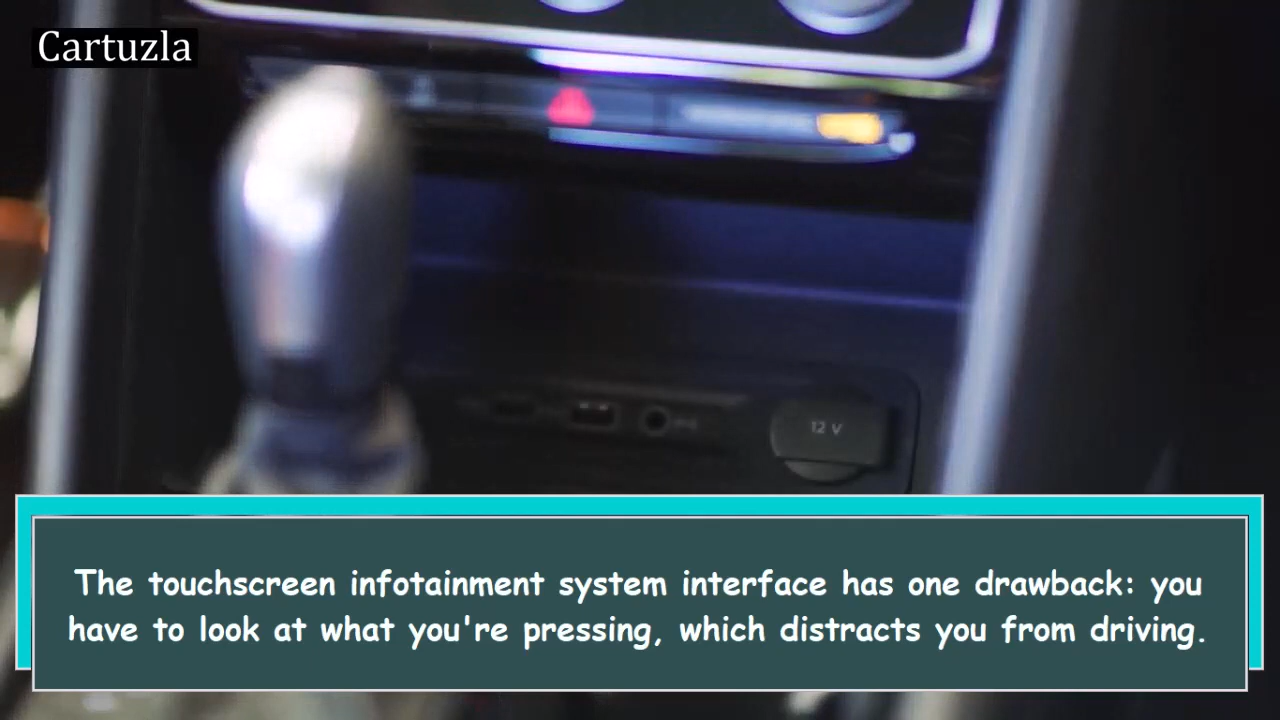 Cartuzla
12 V
The touchscreen infotainment system interface has one drawback: you
have to look at what you're pressing, which distracts you from driving.